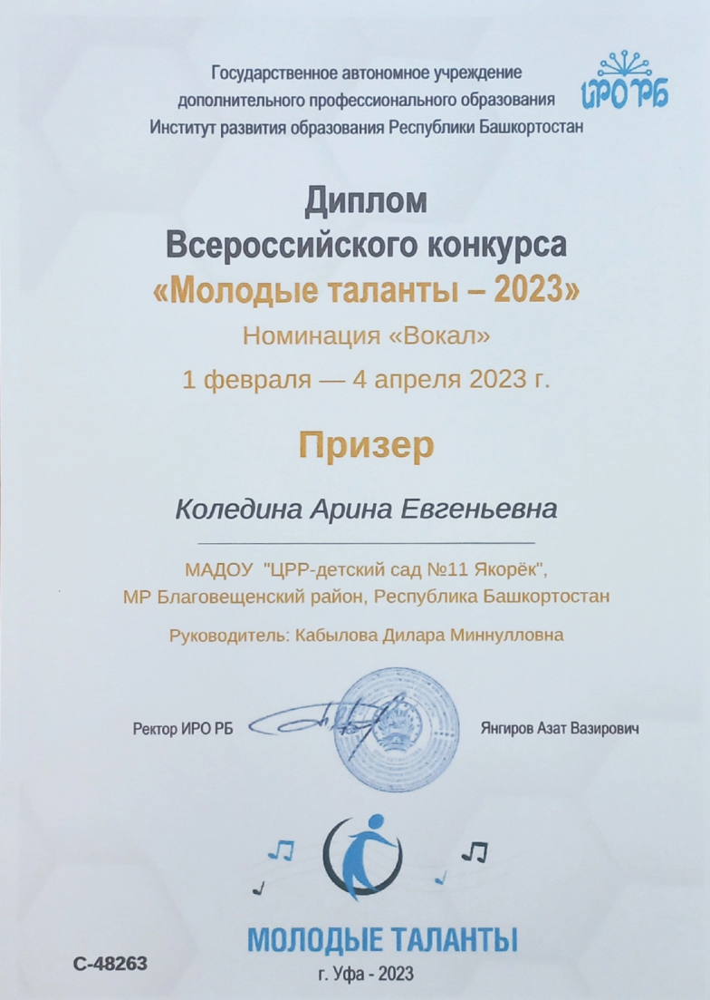 Государственное автономное учреждение
дополнительного профессионального образования
Институт развития образования Республики Башкортостан
ИРО РБ
Диплом
Всероссийского конкурса
«Молодые таланты – 2023»
Номинация «Вокал»
1 февраля — 4 апреля 2023 г.
Призер
Коледина Арина Евгеньевна
МАДОУ "ЦРР-детский сад №11 Якорёк",
МР Благовещенский район, Республика Башкортостан
Руководитель: Кабылова Дилара Миннулловна
Ректор ИРО РБ Янгиров Азат Вазирович
МОЛОДЫЕ ТАЛАНТЫ
С-48263
г. Уфа - 2023